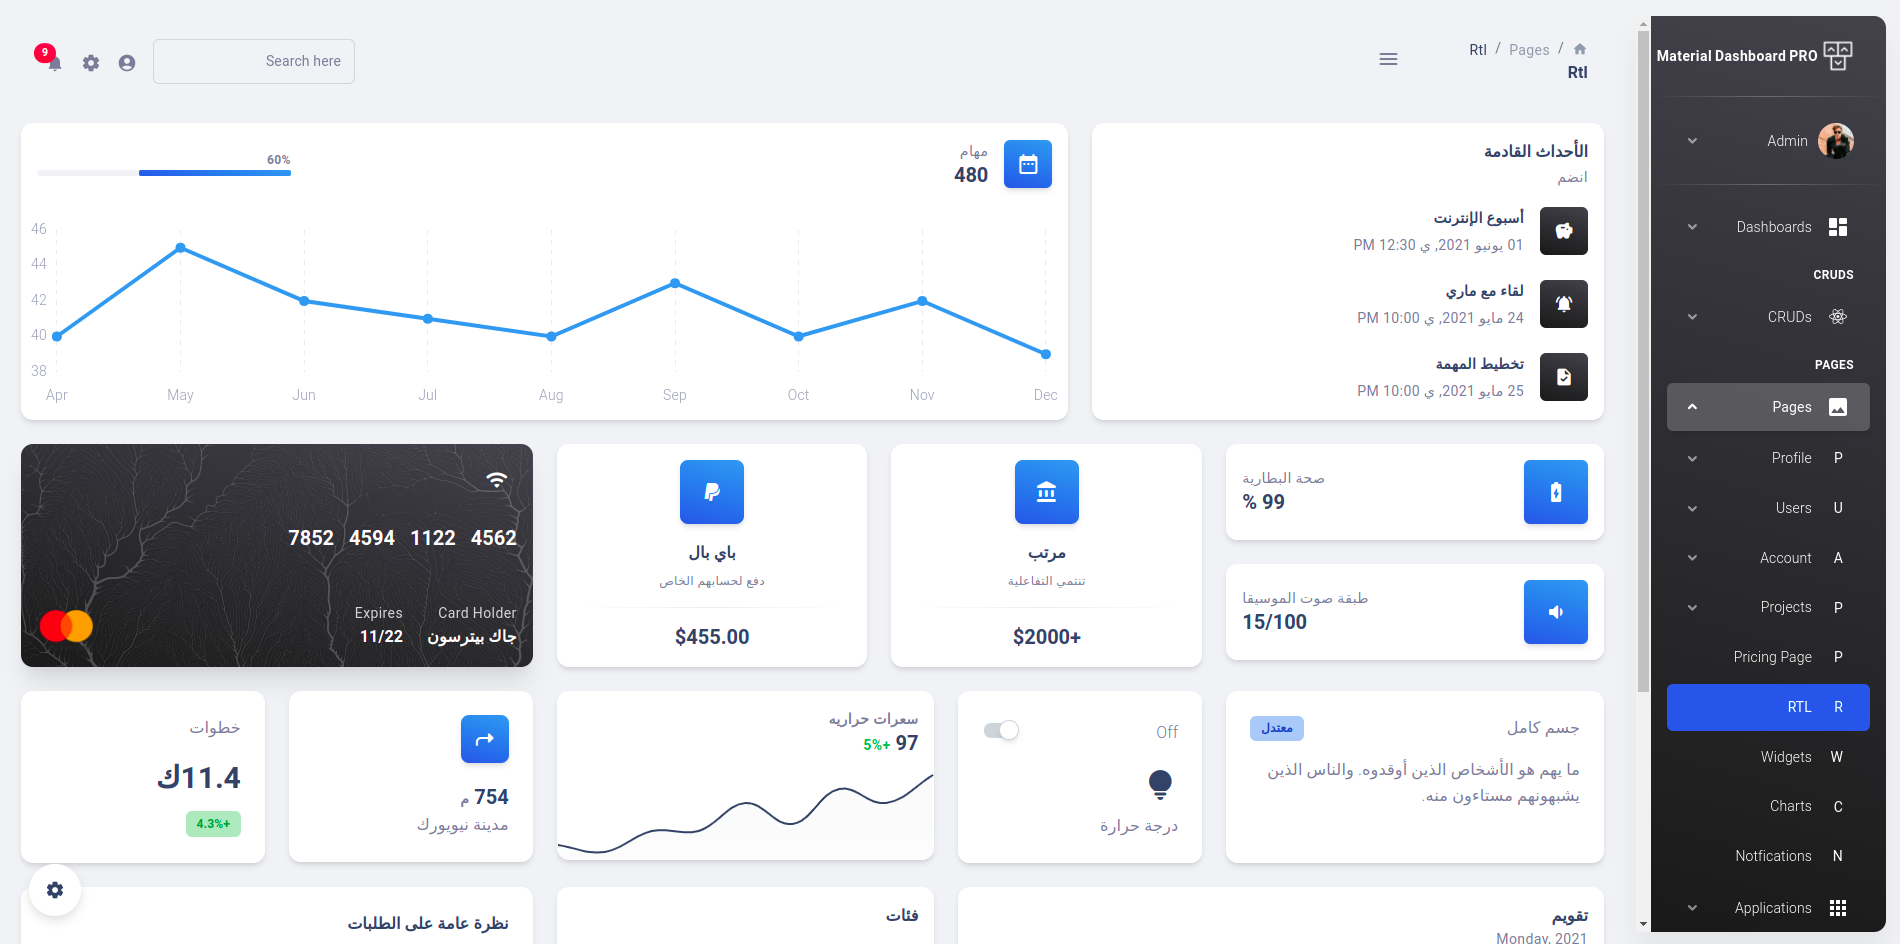 Material Dashboard PRO
Admin
Dashboards
CRUDS
CRUDs
PAGES
Pages
P Profile
U Users
A Account
P Projects
P Pricing Page
R RTL
W Widgets
C Charts
N Notfications
Applications
Pages / Rtl
Rtl
Search here
9
الأحداث القادمة
انضم
أسبوع الإنترنت
01 يونيو 2021, ي 12:30 PM
لقاء مع ماري
24 مايو 2021, ي 10:00 PM
تخطيط المهمة
25 مايو 2021, ي 10:00 PM
مهام
480
60%
46
44
42
40
38
Apr May Jun Jul Aug Sep Oct Nov Dec
صحة البطارية
% 99
طبقة صوت الموسيقا
15/100
مرتب
تنتمي التفاعلية
$2000+
باي بال
دفع لحسابهم الخاص
$455.00
7852 4594 1122 4562
Card Holder
جاك بيترسون
Expires
11/22
جسم كامل
معتدل
ما يهم هو الأشخاص الذين أوقدوه. والناس الذين
يشبهونهم مستاءون منه.
Off
درجة حرارة
سعرات حراريه
97 +5%
754 م
مدينة نيويورك
خطوات
11.4ك
4.3%+
تقويم
Monday, 2021
فئات
نظرة عامة على الطلبات